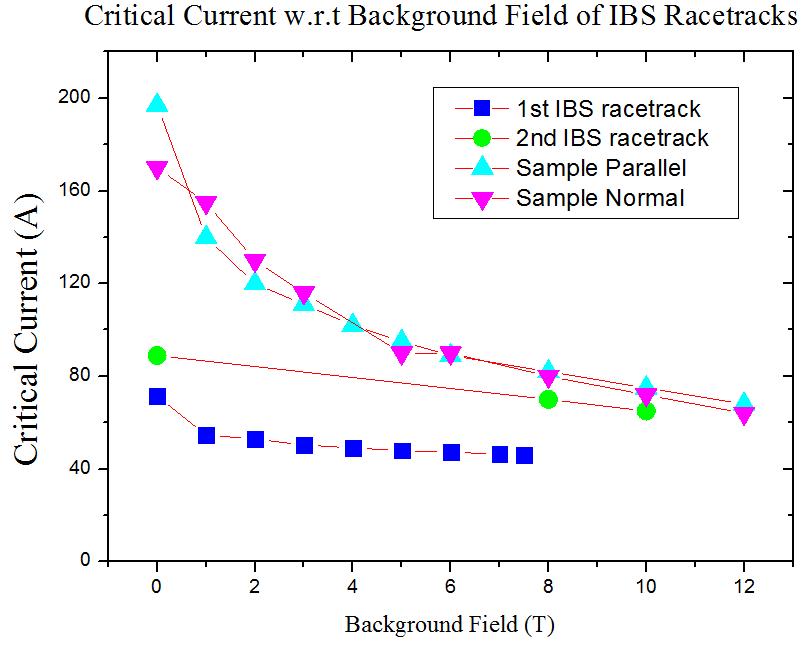 Critical Current w.r.t Background Field of IBS Racetracks
1st IBS racetrack
2nd IBS racetrack
Sample Parallel
Sample Normal
Critical Current (A)
200
160
120
80
40
0
0 2 4 6 8 10 12
Background Field (T)